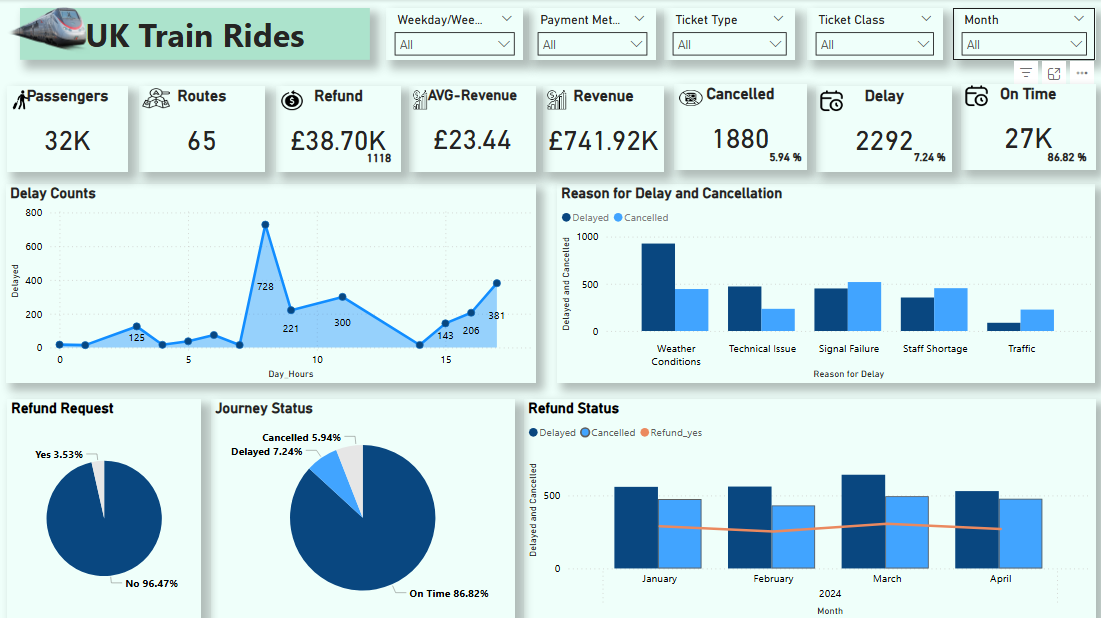 UK Train Rides
Weekday/Wee...
All
Payment Met...
All
Ticket Type
All
Ticket Class
All
Month
All
Passengers
32K
Routes
65
Refund
£38.70K
1118
AVG-Revenue
£23.44
Revenue
£741.92K
Cancelled
1880
5.94 %
Delay
2292
7.24 %
On Time
27K
86.82 %
Delay Counts
Delayed
800
600
400
200
0
728
125
221
300
143
206
381
0 5 10 15
Day_Hours
Reason for Delay and Cancellation
Delayed Cancelled
Delayed and Cancelled
1000
500
0
Weather Conditions
Technical Issue
Signal Failure
Staff Shortage
Traffic
Reason for Delay
Refund Request
Yes 3.53%
No 96.47%
Journey Status
Cancelled 5.94%
Delayed 7.24%
On Time 86.82%
Refund Status
Delayed Cancelled Refund_yes
Delayed and Cancelled
500
0
January February March April
2024
Month